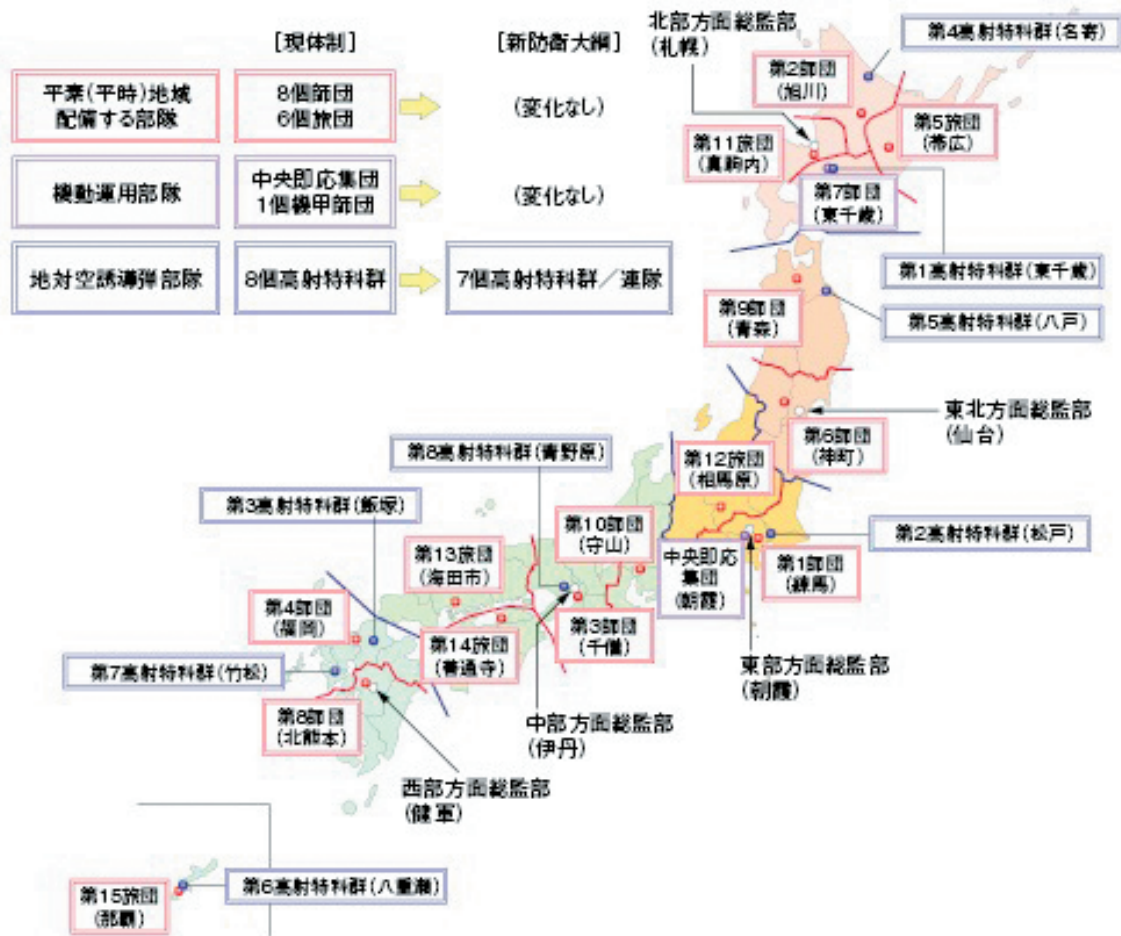 [現体制]
[新防衛大綱]
平素(平時)地域
配備する部隊
8個師団
6個旅団
(変化なし)
機動運用部隊
中央即応集団
1個機甲師団
(変化なし)
地対空誘導弾部隊
8個高射特科群
7個高射特科群/連隊
北部方面総監部
(札幌)
第4高射特科群(名寄)
第2師団
(旭川)
第5旅団
(帯広)
第11旅団
(真駒内)
第7師団
(東千歳)
第1高射特科群(東千歳)
第5高射特科群(八戸)
第9師団
(青森)
東北方面総監部
(仙台)
第6師団
(神町)
第8高射特科群(青野原)
第12旅団
(相馬原)
第3高射特科群(飯塚)
第10師団
(守山)
第2高射特科群(松戸)
第13旅団
(海田市)
中央即応
集団
(朝霞)
第1師団
(練馬)
第4師団
(福岡)
第3師団
(千僧)
第14旅団
(善通寺)
第7高射特科群(竹松)
東部方面総監部
(朝霞)
第8師団
(北熊本)
中部方面総監部
(伊丹)
西部方面総監部
(健軍)
第6高射特科群(八重瀬)
第15旅団
(那覇)